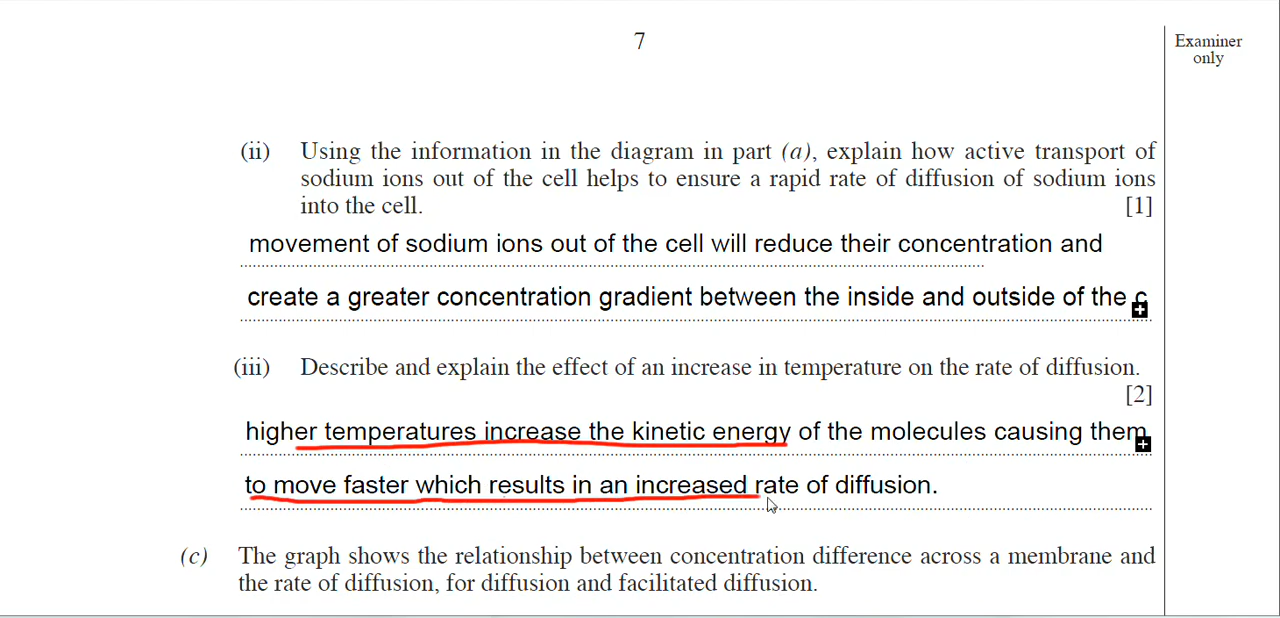 7
Examiner
only
(ii) Using the information in the diagram in part (a), explain how active transport of
sodium ions out of the cell helps to ensure a rapid rate of diffusion of sodium ions
into the cell. [1]
movement of sodium ions out of the cell will reduce their concentration and
create a greater concentration gradient between the inside and outside of the
(iii) Describe and explain the effect of an increase in temperature on the rate of diffusion.
[2]
higher temperatures increase the kinetic energy of the molecules causing them
to move faster which results in an increased rate of diffusion.
(c) The graph shows the relationship between concentration difference across a membrane and
the rate of diffusion, for diffusion and facilitated diffusion.